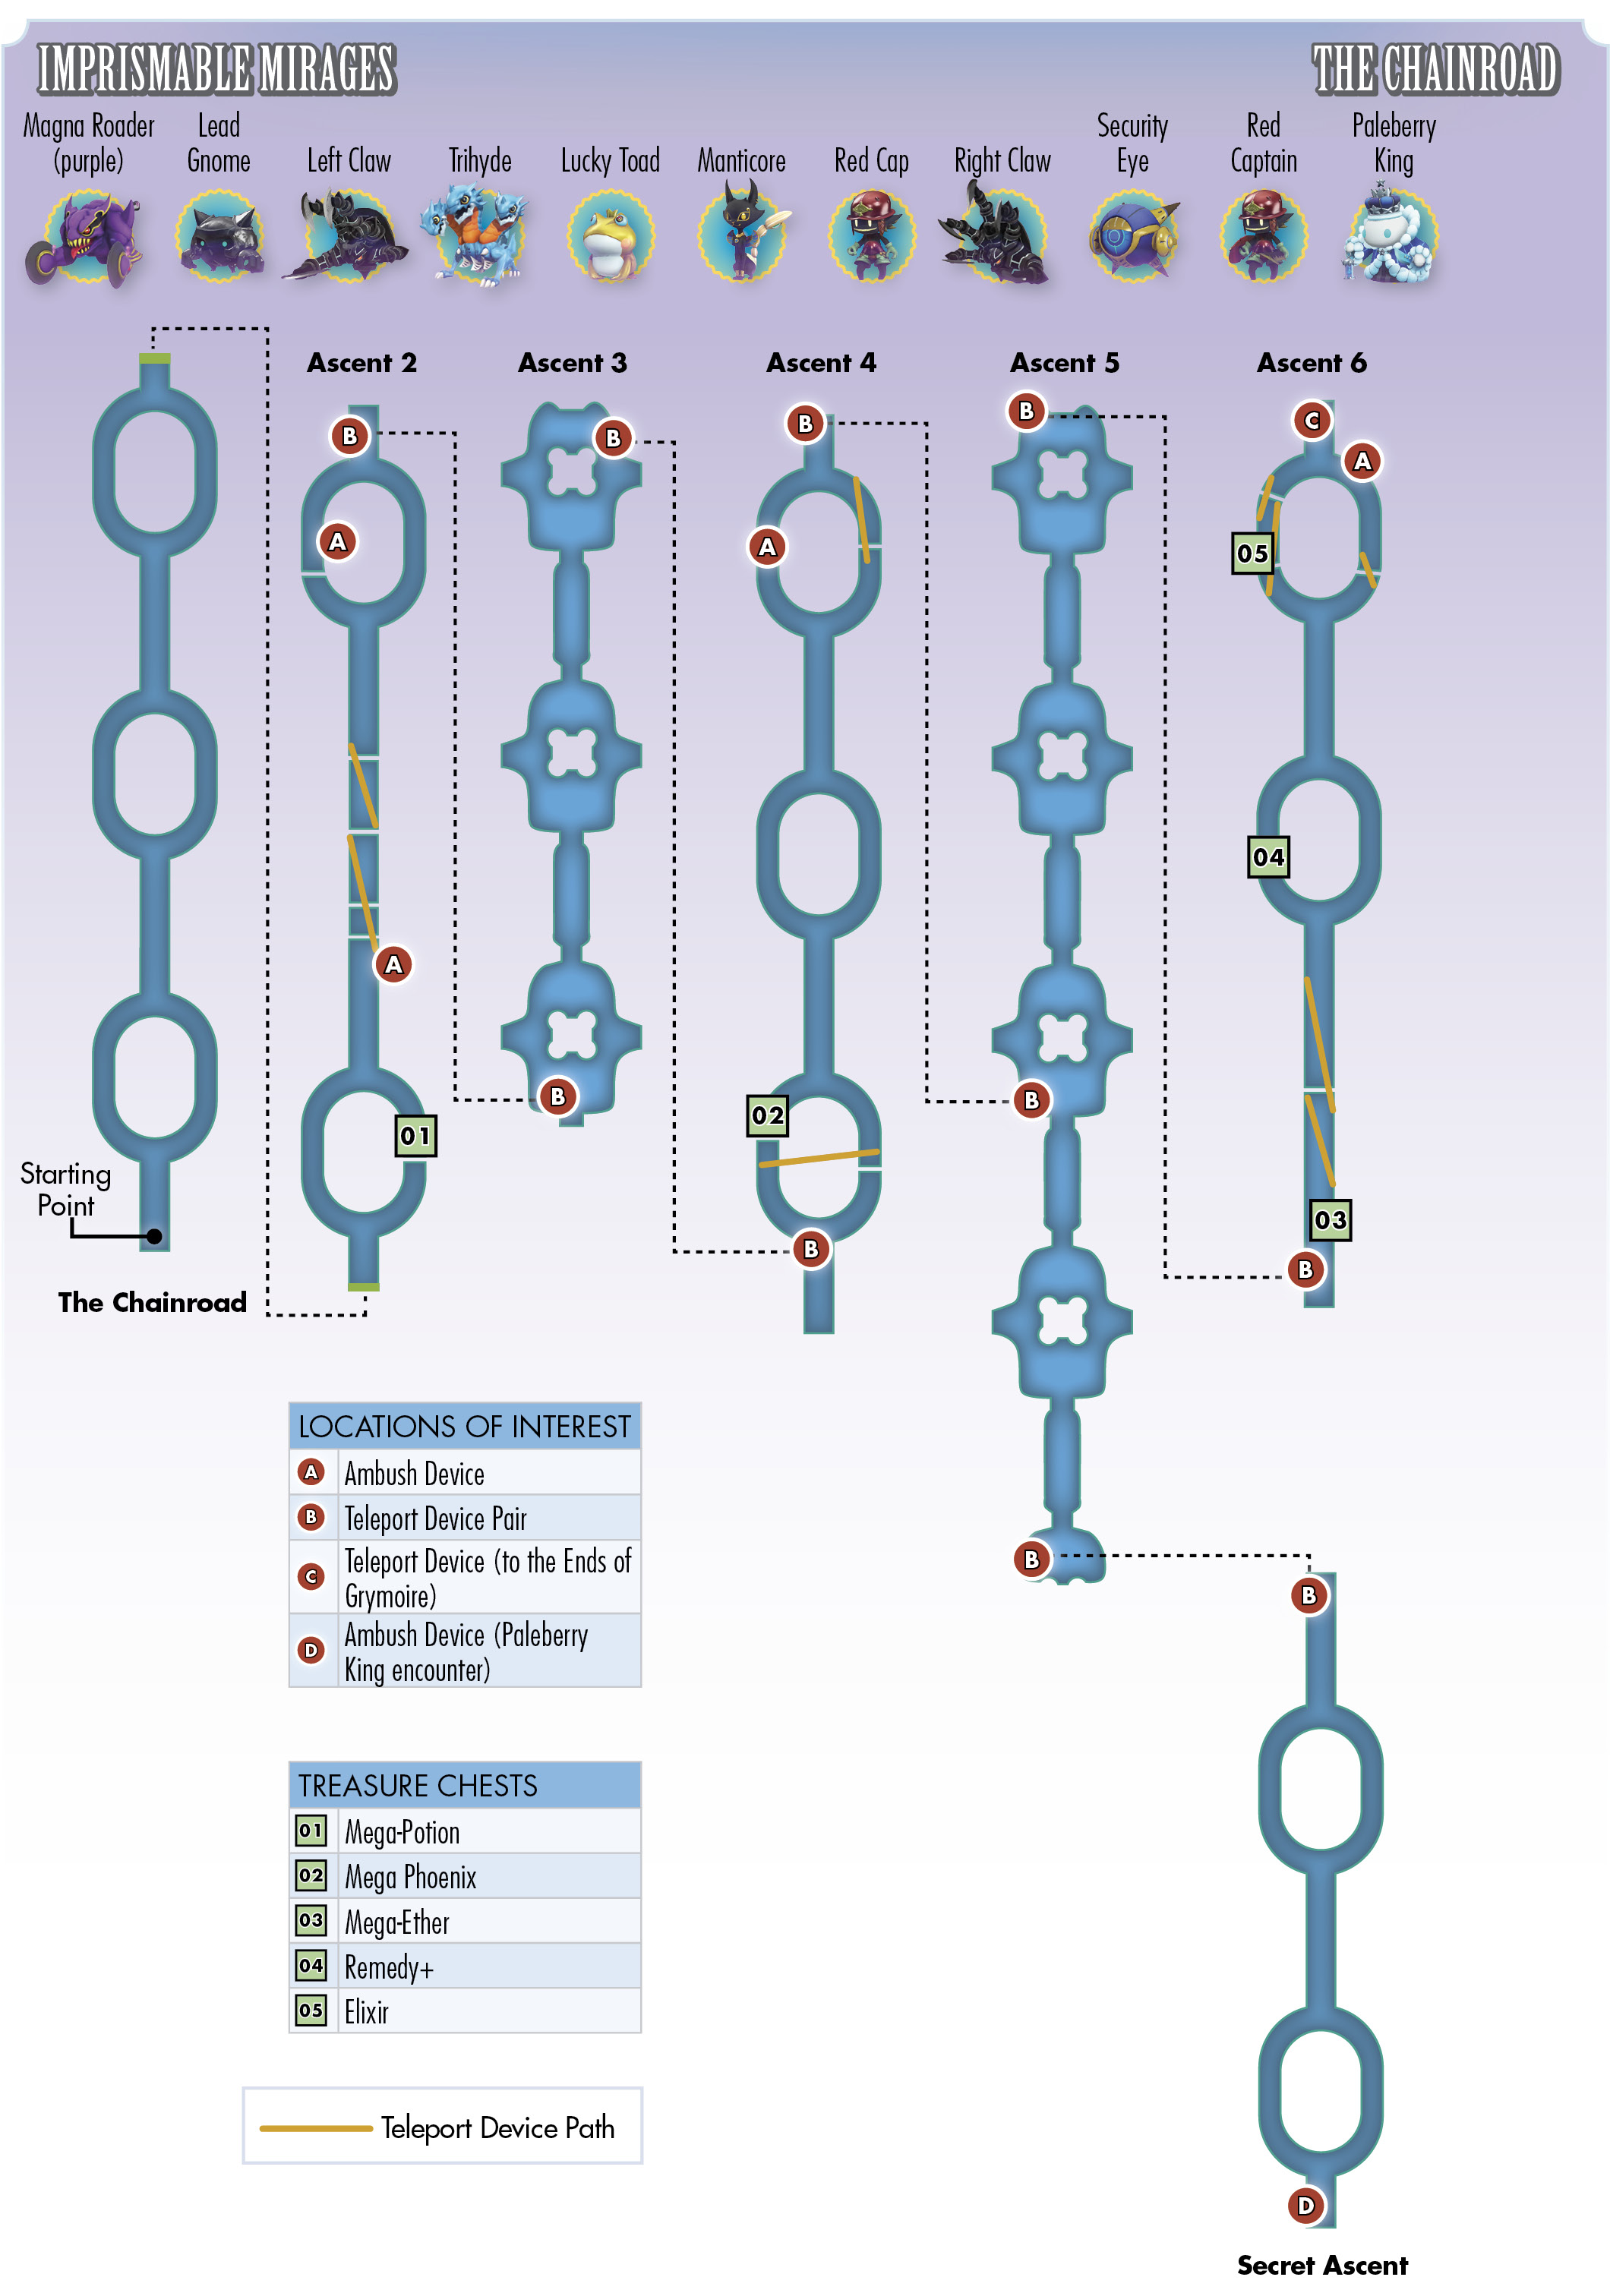 IMPRISMABLE MIRAGES
THE CHAINROAD
Magna Roader
(purple)
Lead
Gnome
Left Claw
Trihyde
Lucky Toad
Manticore
Red Cap
Right Claw
Security
Eye
Red
Captain
Paleberry
King
Ascent 2
Ascent 3
Ascent 4
Ascent 5
Ascent 6
B
B
B
B
C
A
A
A
05
04
A
B
B
02
01
03
B
B
Starting
Point
The Chainroad
B
B
D
Secret Ascent
LOCATIONS OF INTEREST
A Ambush Device
B Teleport Device Pair
C Teleport Device (to the Ends of
Grymoire)
D Ambush Device (Paleberry
King encounter)
TREASURE CHESTS
01 Mega-Potion
02 Mega Phoenix
03 Mega-Ether
04 Remedy+
05 Elixir
Teleport Device Path